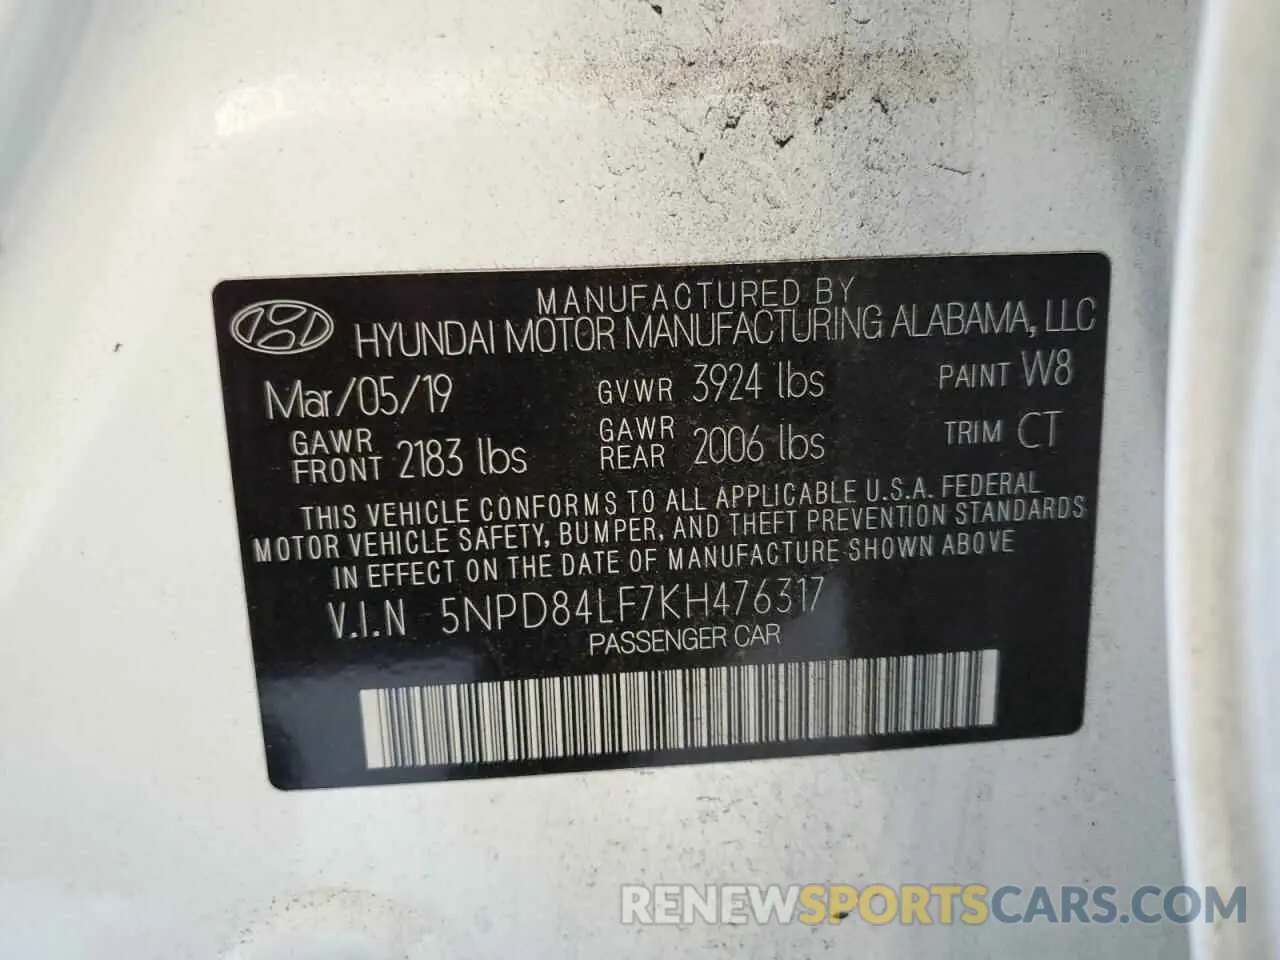 MANUFACTURED BY
HYUNDAI MOTOR MANUFACTURING ALABAMA, LLC
Mar/05/19 GVWR 3924 lbs PAINT W8
GAWR FRONT 2183 lbs GAWR REAR 2006 lbs TRIM CT
THIS VEHICLE CONFORMS TO ALL APPLICABLE U.S.A. FEDERAL
MOTOR VEHICLE SAFETY, BUMPER, AND THEFT PREVENTION STANDARDS
IN EFFECT ON THE DATE OF MANUFACTURE SHOWN ABOVE
V.I.N 5NPD84LF7KH476317
PASSENGER CAR
RENEWSPORTSCARS.COM